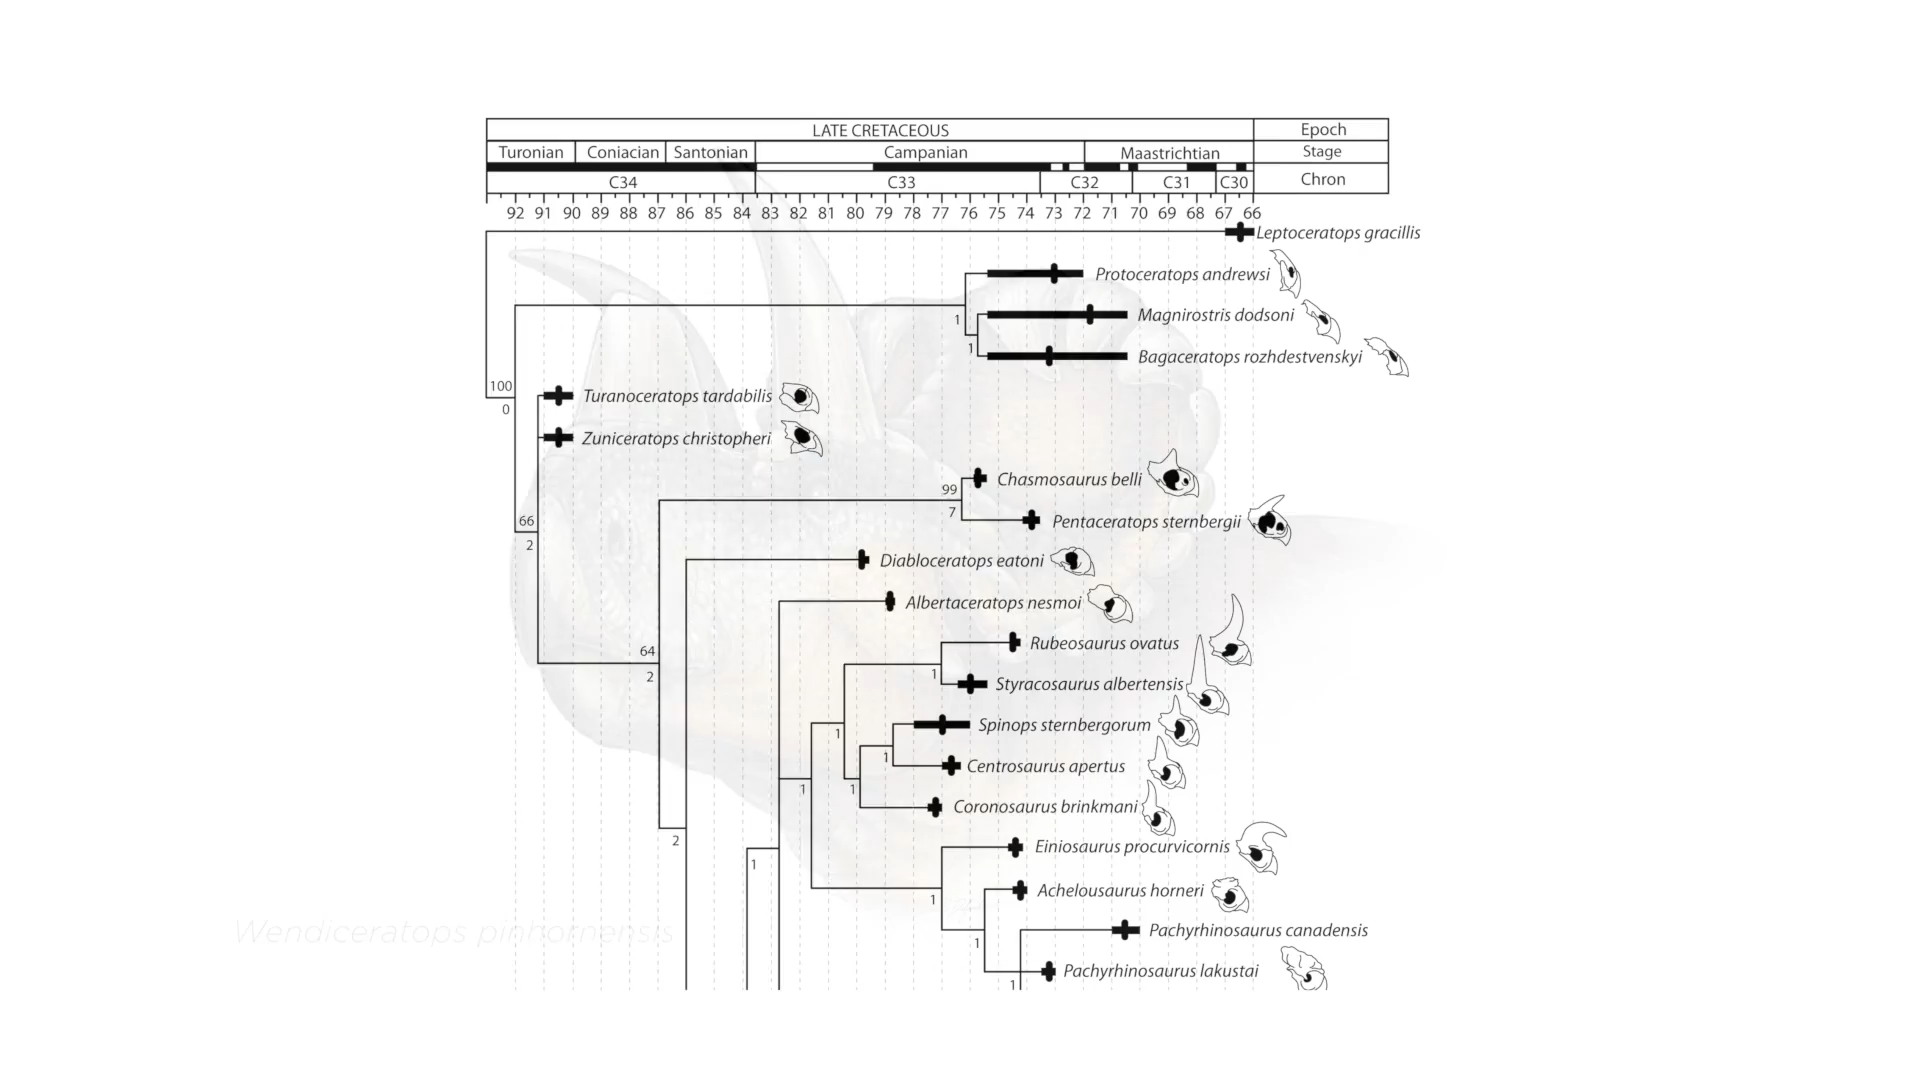 LATE CRETACEOUS Epoch
Turonian Coniacian Santonian Campanian Maastrichtian Stage
C34 C33 C32 C31 C30 Chron
92 91 90 89 88 87 86 85 84 83 82 81 80 79 78 77 76 75 74 73 72 71 70 69 68 67 66
Leptoceratops gracillis
Protoceratops andrewsi
Magnirostris dodsoni
1
1
Bagaceratops rozhdestvenskyi
100
Turanoceratops tardabilis
0
Zuniceratops christopheri
Chasmosaurus belli
99
7
Pentaceratops sternbergii
66
2
Diabloceratops eatoni
Albertaceratops nesmoi
Rubeosaurus ovatus
64
2
1
Styracosaurus albertensis
Spinops sternbergorum
1
1
Centrosaurus apertus
1
1
Coronosaurus brinkmani
2
Einiosaurus procurvicornis
1
Achelousaurus horneri
1
Pachyrhinosaurus canadensis
Wendiceratops pinhornensis
1
Pachyrhinosaurus lakustai
1